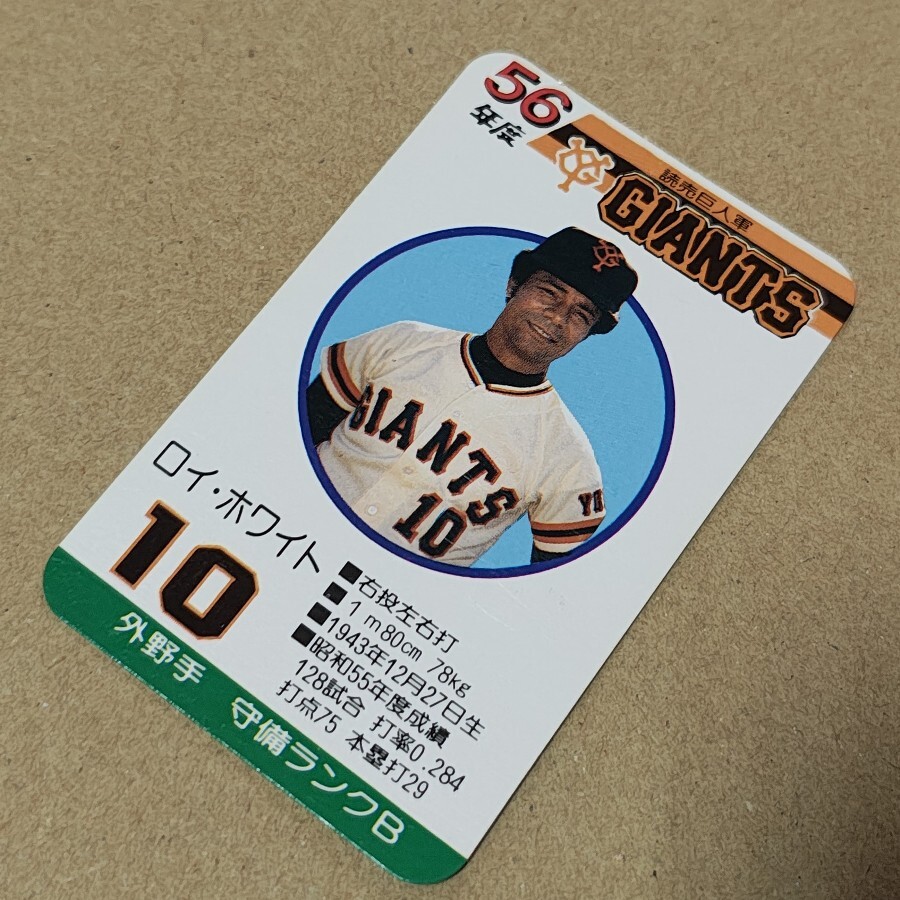 56
年度
読売巨人軍
YG
GIANTS
YG
GIANTS
10
YO
ロイ・ホワイト
10
■右投左右打
■1m80cm 78kg
■1943年12月27日生
■昭和55年度成績
128試合 打率0.284
打点75 本塁打29
外野手 守備ランクB